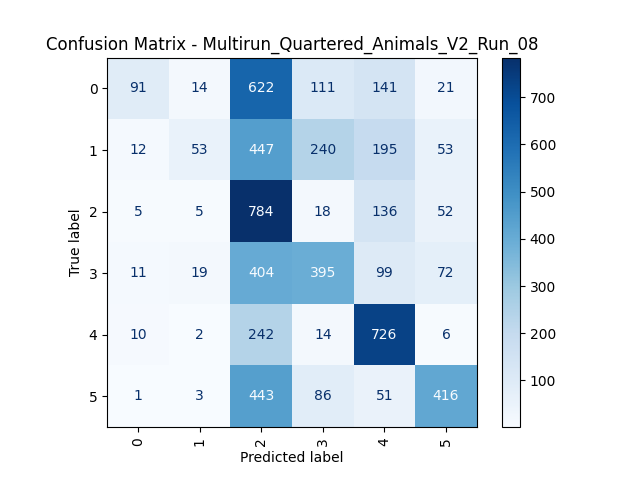 Confusion Matrix - Multirun_Quartered_Animals_V2_Run_08
True label
0 91 14 622 111 141 21
1 12 53 447 240 195 53
2 5 5 784 18 136 52
3 11 19 404 395 99 72
4 10 2 242 14 726 6
5 1 3 443 86 51 416
0 1 2 3 4 5
Predicted label
700
600
500
400
300
200
100